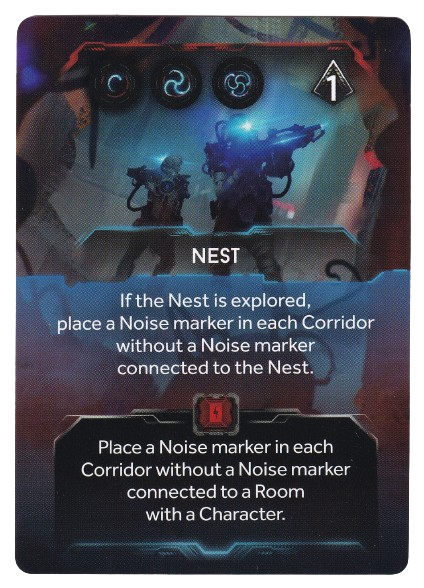 1
NEST
If the Nest is explored,
place a Noise marker in each Corridor
without a Noise marker
connected to the Nest.
Place a Noise marker in each
Corridor without a Noise marker
connected to a Room
with a Character.